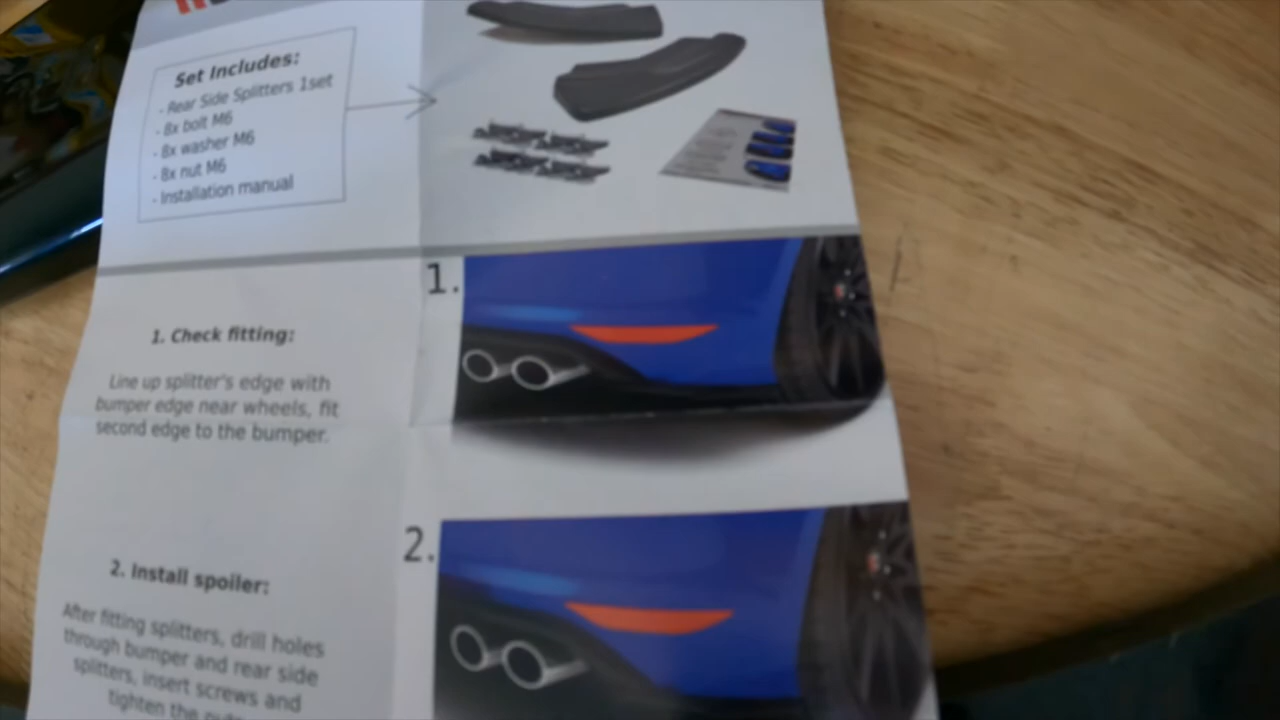 Set Includes:
- Rear Side Splitters 1set
- 8x bolt M6
- 8x washer M6
- 8x nut M6
- Installation manual
1.
1. Check fitting:
Line up splitter's edge with
bumper edge near wheels, fit
second edge to the bumper.
2.
2. Install spoiler:
After fitting splitters, drill holes
through bumper and rear side
splitters, insert screws and
tighten the